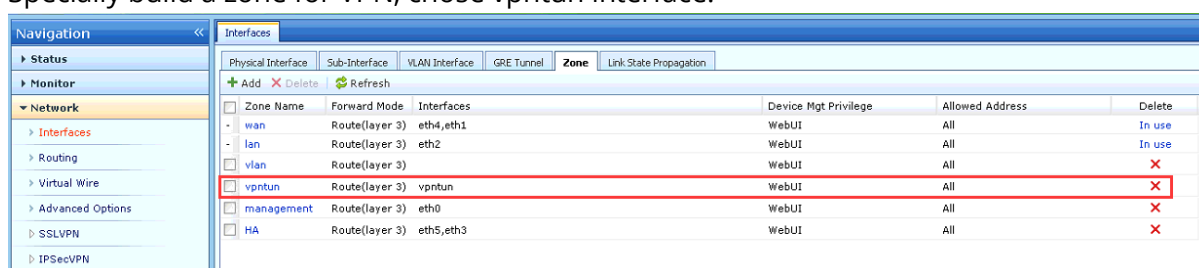 Specially build a zone for VPN, chose vpntun interface.
Navigation «
Interfaces
Status
Monitor
Network
Interfaces
Routing
Virtual Wire
Advanced Options
SSLVPN
IPSecVPN
Physical Interface Sub-Interface VLAN Interface GRE Tunnel Zone Link State Propagation
Add Delete Refresh
Zone Name Forward Mode Interfaces Device Mgt Privilege Allowed Address Delete
- wan Route(layer 3) eth4,eth1 WebUI All In use
- lan Route(layer 3) eth2 WebUI All In use
vlan Route(layer 3) WebUI All
vpntun Route(layer 3) vpntun WebUI All
management Route(layer 3) eth0 WebUI All
HA Route(layer 3) eth5,eth3 WebUI All